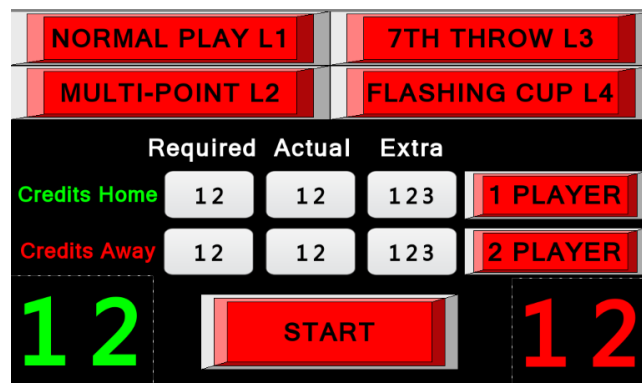 NORMAL PLAY L1 7TH THROW L3
MULTI-POINT L2 FLASHING CUP L4
Required Actual Extra
Credits Home 12 12 123 1 PLAYER
Credits Away 12 12 123 2 PLAYER
12 START 12